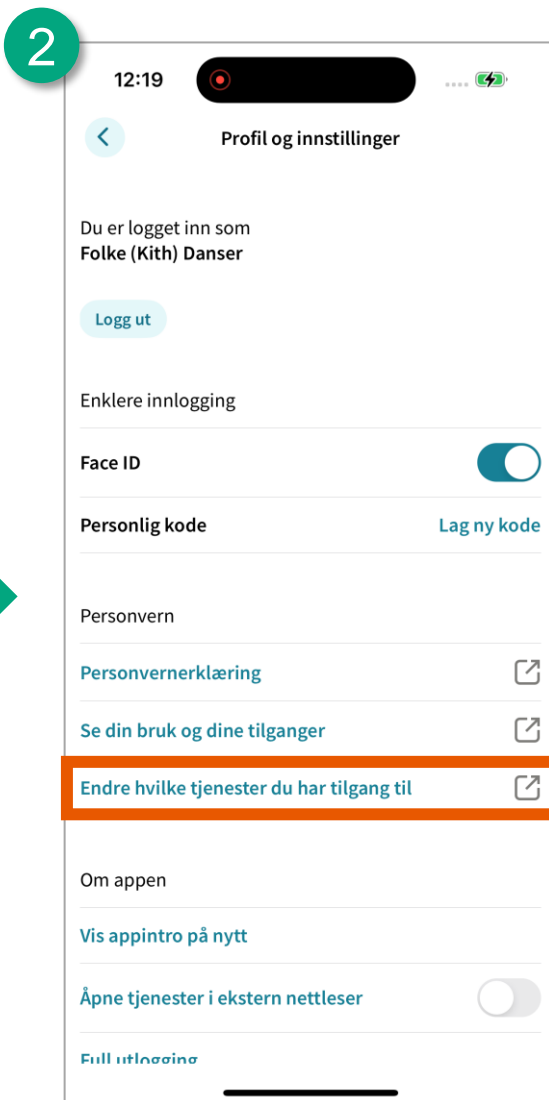 2
12:19
Profil og innstillinger
Du er logget inn som
Folke (Kith) Danser
Logg ut
Enklere innlogging
Face ID
Personlig kode
Lag ny kode
Personvern
Personvernerklæring
Se din bruk og dine tilganger
Endre hvilke tjenester du har tilgang til
Om appen
Vis appintro på nytt
Åpne tjenester i ekstern nettleser
Full utlogging